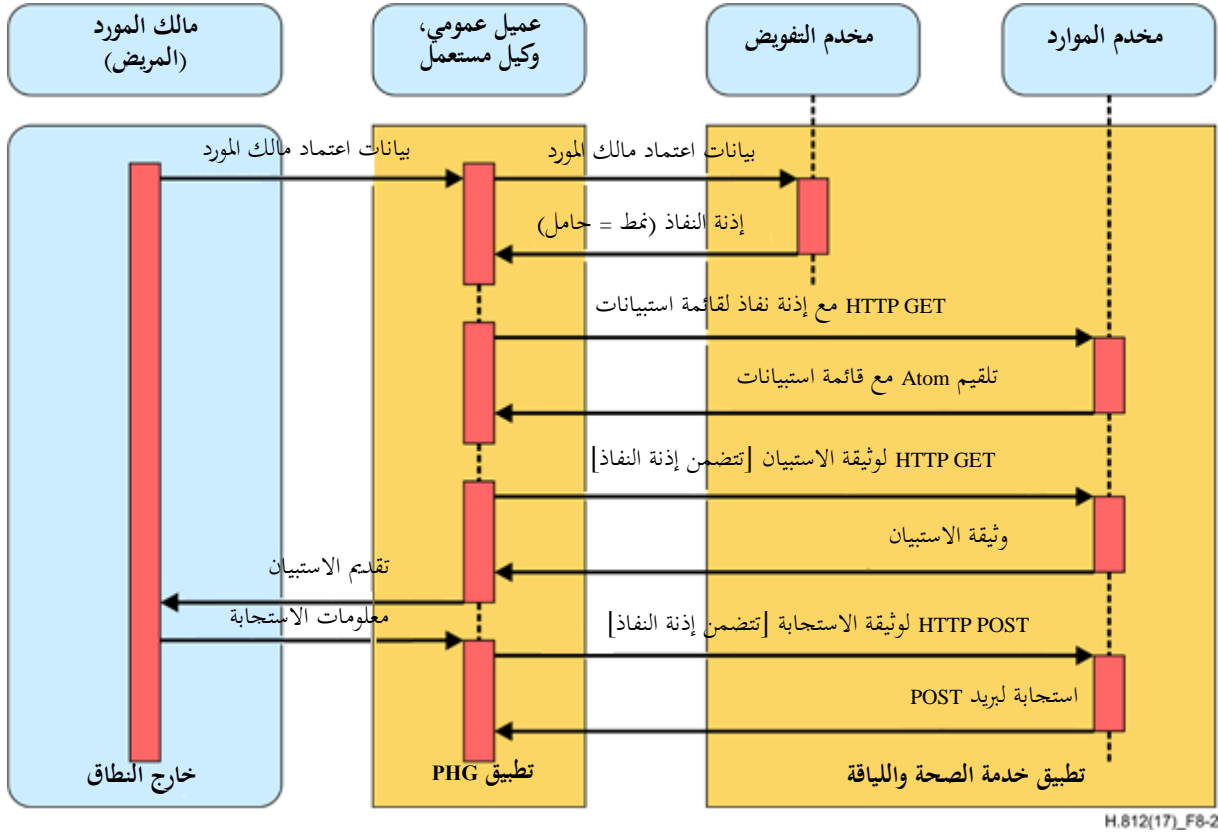 مالك المورد
(المريض)
عميل عمومي،
وكيل مستعمل
مخدم التفويض
مخدم الموارد
بيانات اعتماد مالك المورد
بيانات اعتماد مالك المورد
إذنة النفاذ (نمط = حامل)
HTTP GET مع إذنة نفاذ لقائمة استبيانات
تلقيم Atom مع قائمة استبيانات
HTTP GET لوثيقة الاستبيان [تتضمن إذنة النفاذ]
وثيقة الاستبيان
تقديم الاستبيان
معلومات الاستجابة
HTTP POST لوثيقة الاستجابة [تتضمن إذنة النفاذ]
استجابة لبريد POST
خارج النطاق
تطبيق PHG
تطبيق خدمة الصحة واللياقة
H.812(17)_F8-2